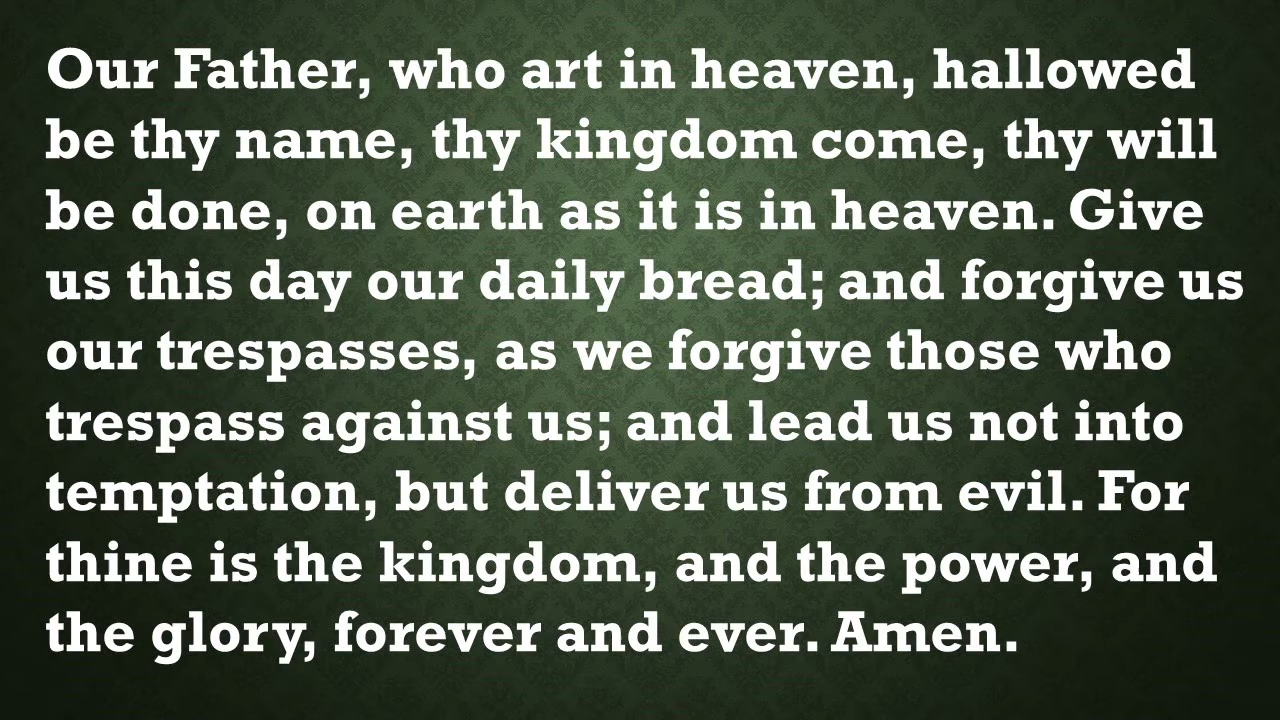 Our Father, who art in heaven, hallowed
be thy name, thy kingdom come, thy will
be done, on earth as it is in heaven. Give
us this day our daily bread; and forgive us
our trespasses, as we forgive those who
trespass against us; and lead us not into
temptation, but deliver us from evil. For
thine is the kingdom, and the power, and
the glory, forever and ever. Amen.